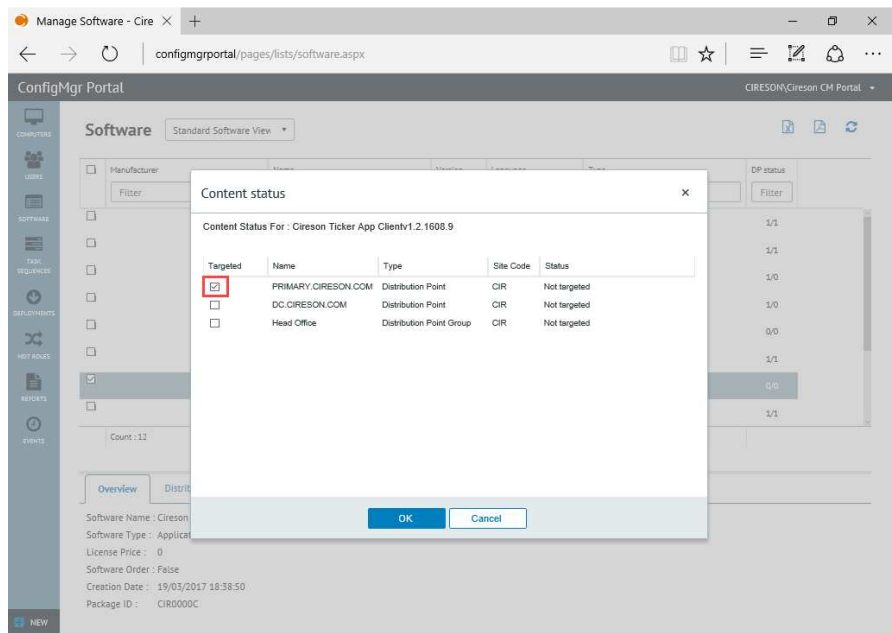 Manage Software - Cire
configmgrportal/pages/lists/software.aspx
ConfigMgr Portal
CIRESON\Cireson CM Portal
COMPUTERS
USERS
SOFTWARE
TASK SEQUENCES
DEPLOYMENTS
MDT ROLES
REPORTS
EVENTS
NEW
Software
Standard Software View
Manufacturer
Name
Version
Language
Type
DP status
Filter
Filter
1/1
1/1
1/0
1/0
0/0
1/1
0/0
1/1
Count : 12
Content status
Content Status For : Cireson Ticker App Clientv1.2.1608.9
Targeted Name Type Site Code Status
PRIMARY.CIRESON.COM Distribution Point CIR Not targeted
DC.CIRESON.COM Distribution Point CIR Not targeted
Head Office Distribution Point Group CIR Not targeted
OK
Cancel
Overview
Distrit
Software Name : Cireson
Software Type : Applicat
License Price : 0
Software Order : False
Creation Date : 19/03/2017 18:38:50
Package ID : CIR0000C